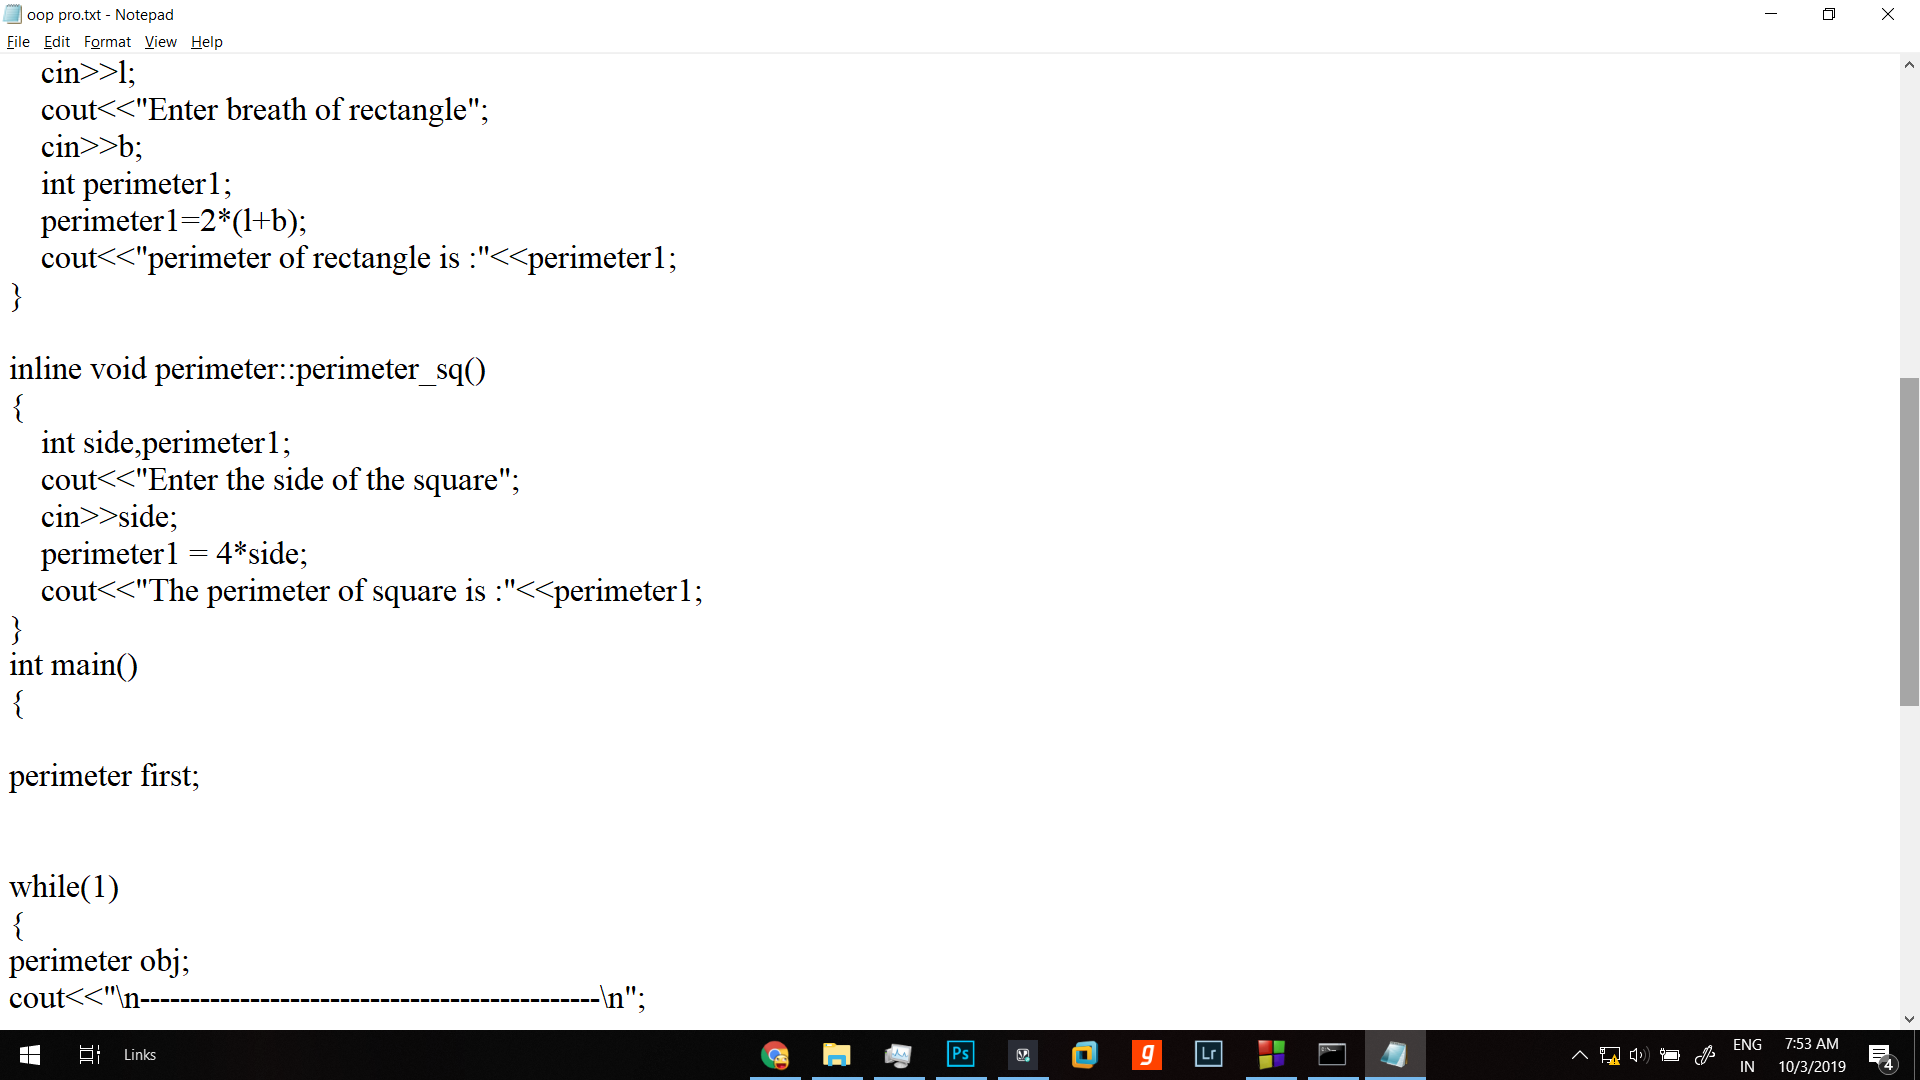 oop pro.txt - Notepad
File Edit Format View Help
cin>>l;
cout<<"Enter breath of rectangle";
cin>>b;
int perimeter1;
perimeter1=2*(l+b);
cout<<"perimeter of rectangle is :"<<perimeter1;
}
inline void perimeter::perimeter_sq()
{
int side,perimeter1;
cout<<"Enter the side of the square";
cin>>side;
perimeter1 = 4*side;
cout<<"The perimeter of square is :"<<perimeter1;
}
int main()
{
perimeter first;
while(1)
{
perimeter obj;
cout<<"\n----------------------------------------------\n";
Links
Ps
g
Lr
ENG
IN
7:53 AM
10/3/2019
4